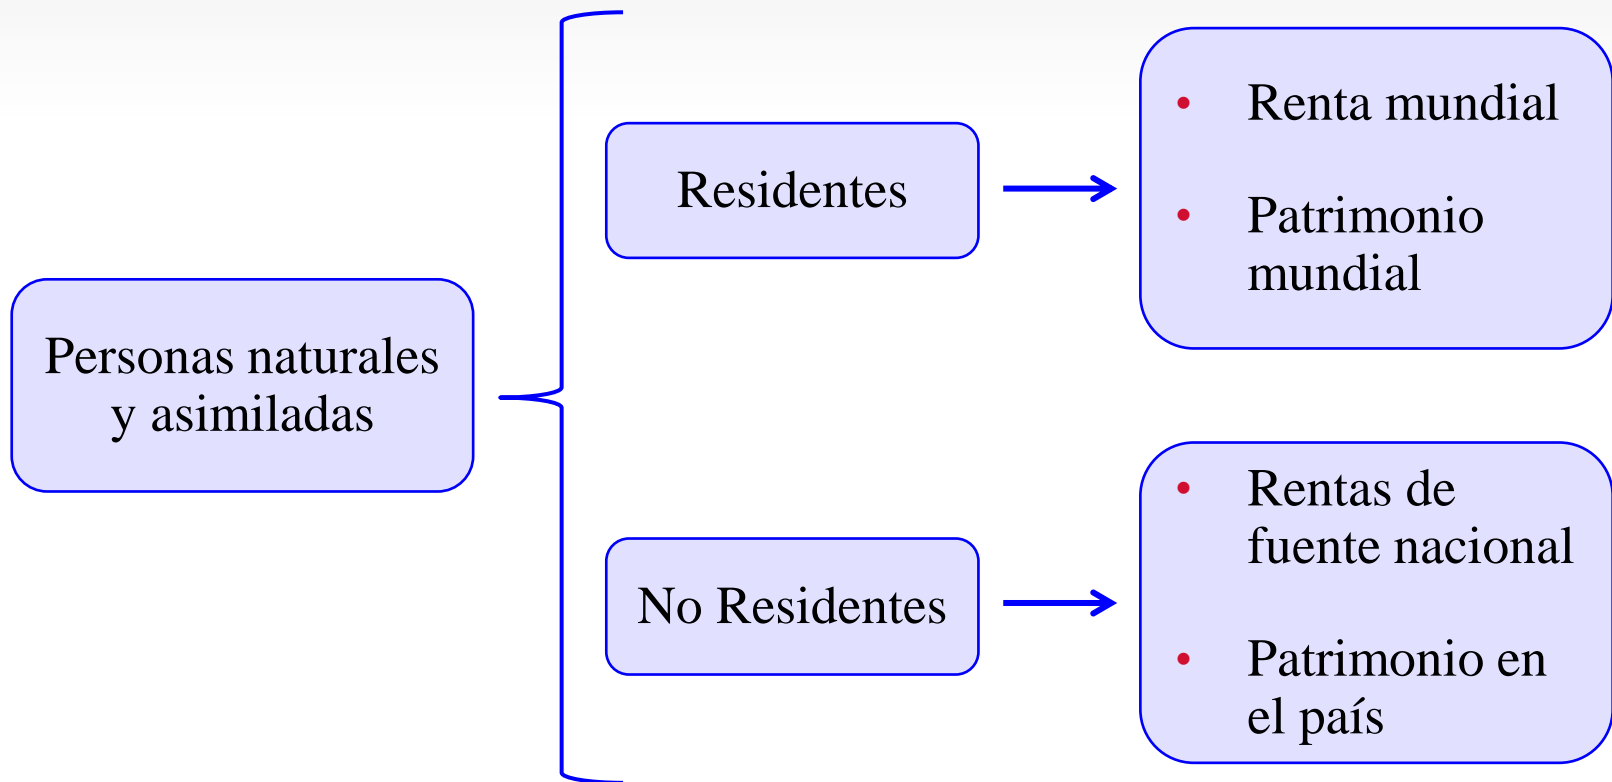 Personas naturales
y asimiladas
Residentes
• Renta mundial
• Patrimonio
mundial
No Residentes
• Rentas de
fuente nacional
• Patrimonio en
el país